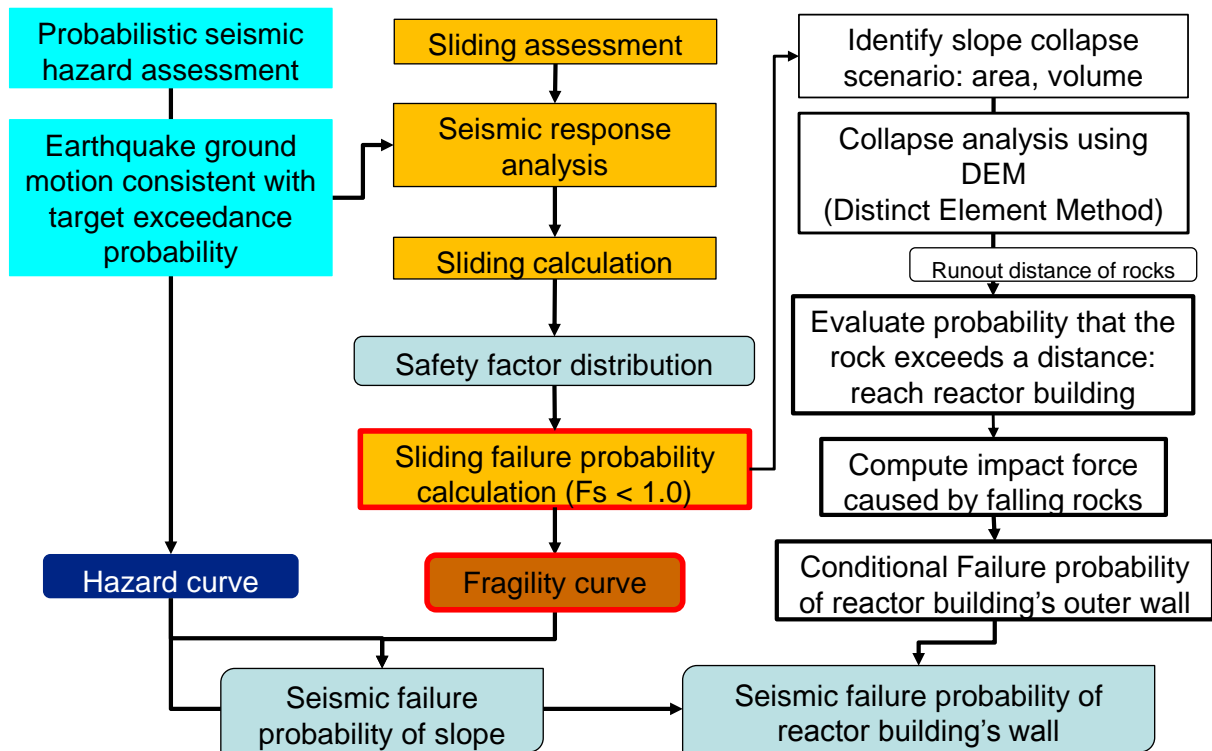 Probabilistic seismic
hazard assessment
Earthquake ground
motion consistent with
target exceedance
probability
Hazard curve
Sliding assessment
Seismic response
analysis
Sliding calculation
Safety factor distribution
Sliding failure probability
calculation (Fs < 1.0)
Fragility curve
Seismic failure
probability of slope
Identify slope collapse
scenario: area, volume
Collapse analysis using
DEM
(Distinct Element Method)
Runout distance of rocks
Evaluate probability that the
rock exceeds a distance:
reach reactor building
Compute impact force
caused by falling rocks
Conditional Failure probability
of reactor building's outer wall
Seismic failure probability of
reactor building's wall